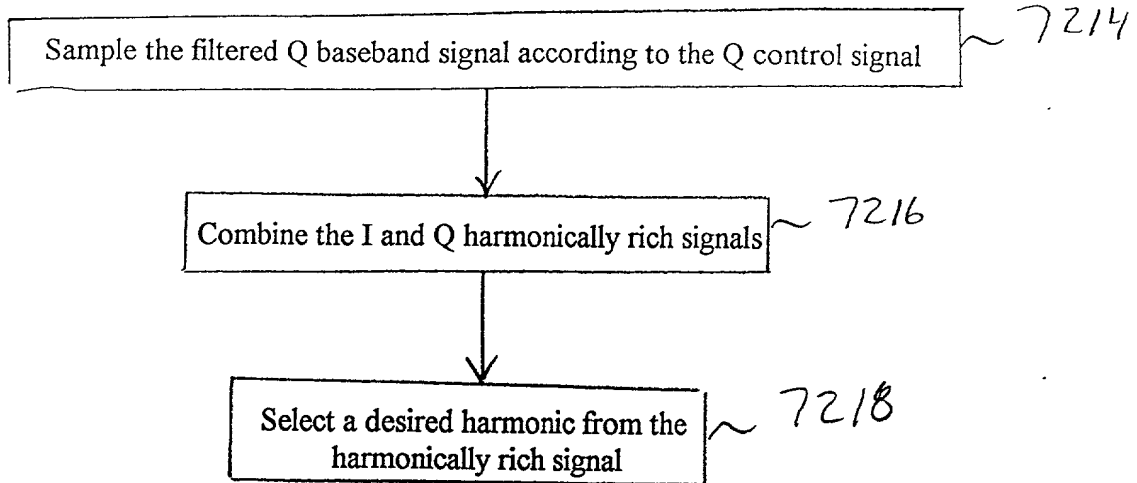 Sample the filtered Q baseband signal according to the Q control signal
7214
Combine the I and Q harmonically rich signals
7216
Select a desired harmonic from the
harmonically rich signal
7218